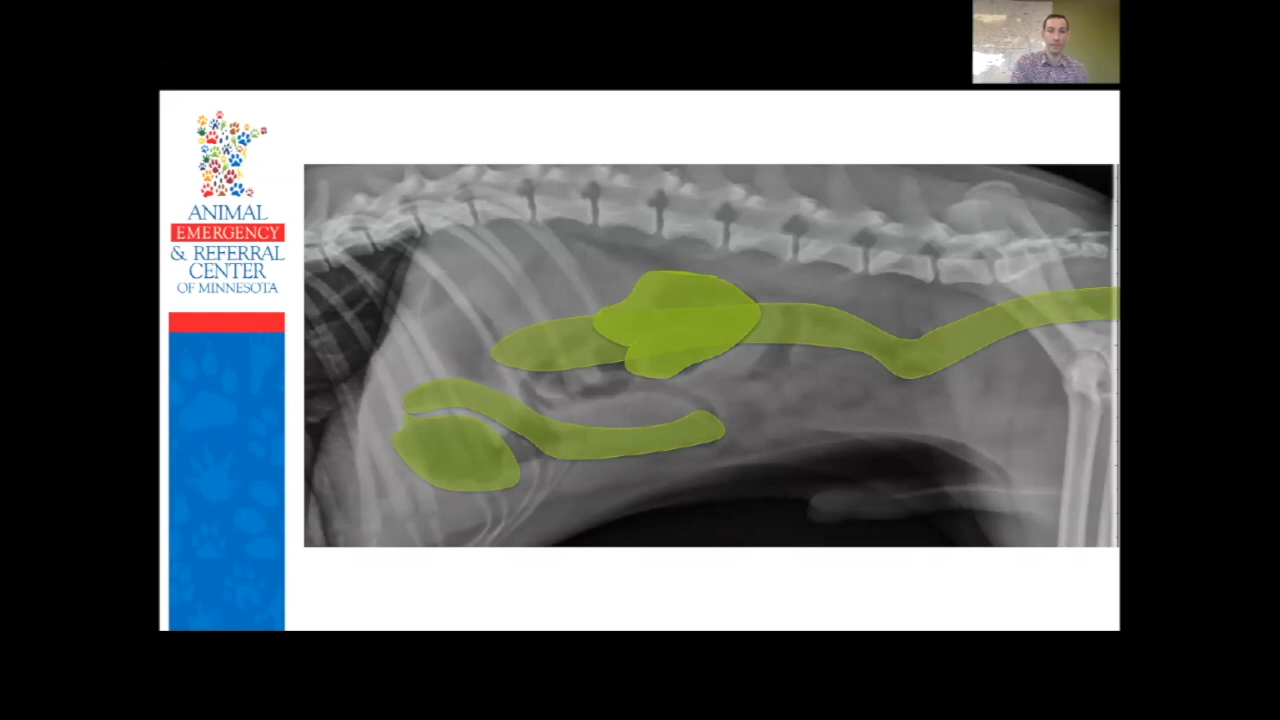 ANIMAL
EMERGENCY
& REFERRAL
CENTER
OF MINNESOTA